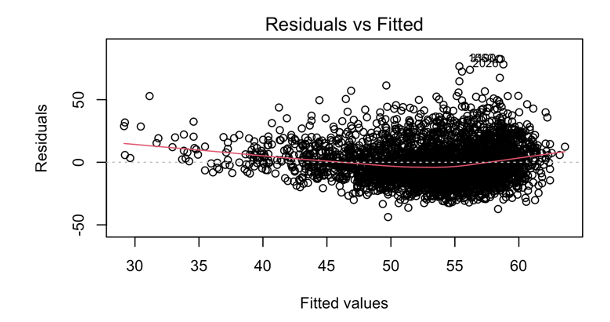 Residuals vs Fitted
50
0
-50
Residuals
30 35 40 45 50 55 60
Fitted values